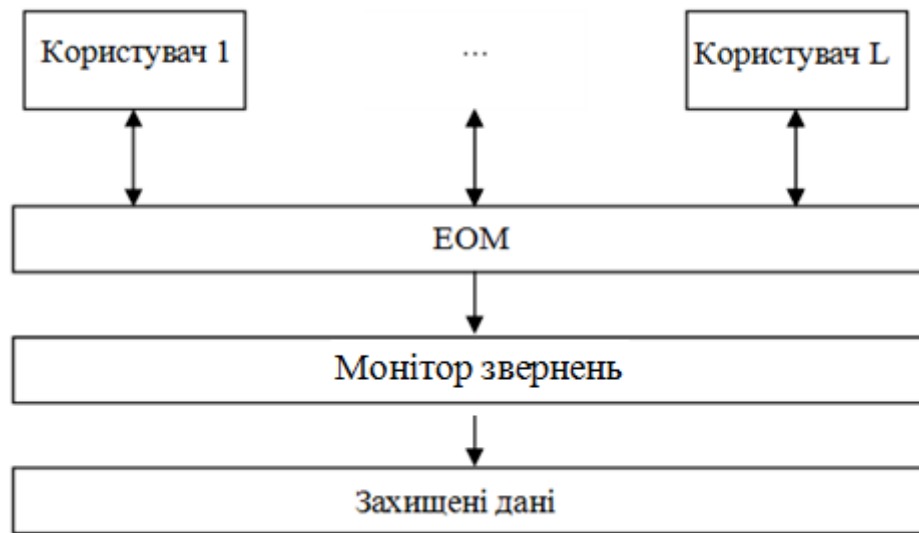 Користувач 1
...
Користувач L
ЕОМ
Монітор звернень
Захищені дані